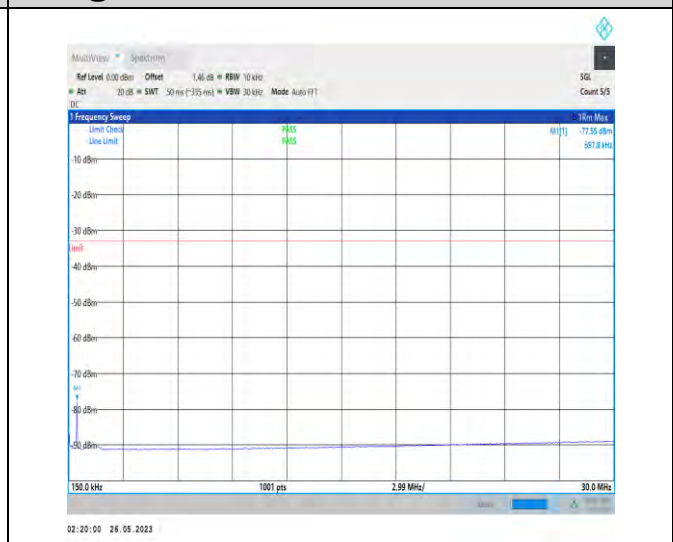 MultiView Spectrum
Ref Level 0.00 dBm Offset 1.46 dB RBW 10 kHz SGL
Att 20 dB SWT 50 ms (~335 ms) VBW 30 kHz Mode Auto FFT Count 5/5
DC
1 Frequency Sweep 1Rm Max
Limit Check PASS M1[1] -77.55 dBm
Line Limit PASS 597.8 kHz
-10 dBm
-20 dBm
-30 dBm
Limit
-40 dBm
-50 dBm
-60 dBm
-70 dBm
M1
-80 dBm
-90 dBm
150.0 kHz 1001 pts 2.99 MHz/ 30.0 MHz
02:20:00 26.05.2023